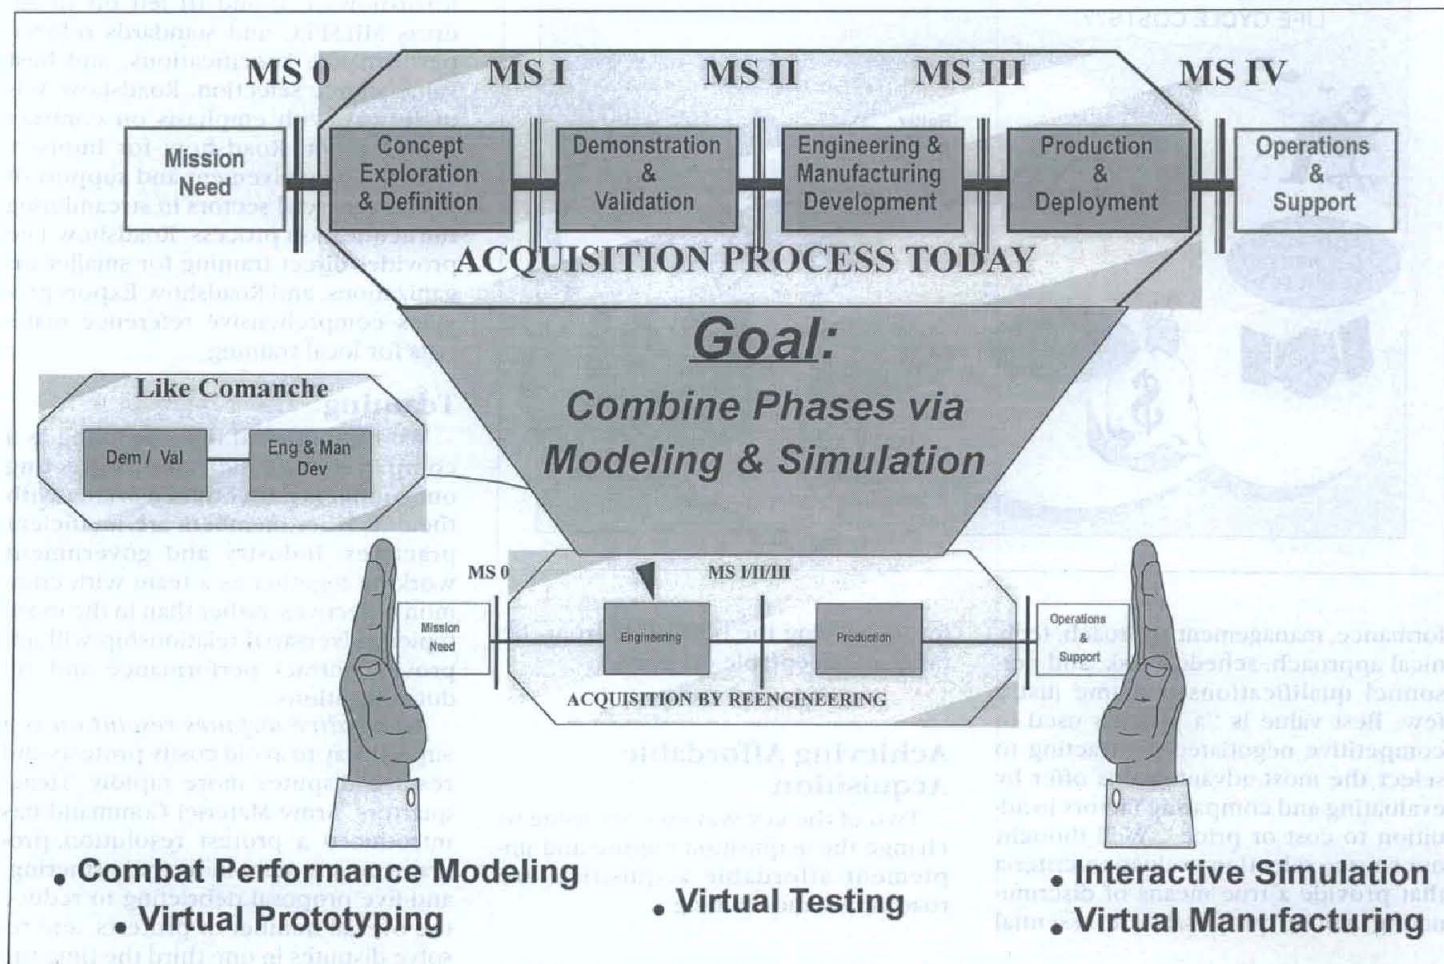 MS 0 MS I MS II MS III MS IV
Mission
Need
Concept
Exploration
& Definition
Demonstration
&
Validation
Engineering &
Manufacturing
Development
Production
&
Deployment
Operations
&
Support
ACQUISITION PROCESS TODAY
Goal:
Combine Phases via
Modeling & Simulation
Like Comanche
Dem / Val
Eng & Man
Dev
MS 0 MS I/II/III
Mission
Need
Engineering
Production
Operations
Support
ACQUISITION BY REENGINEERING
• Combat Performance Modeling
• Virtual Prototyping
• Virtual Testing
• Interactive Simulation
• Virtual Manufacturing